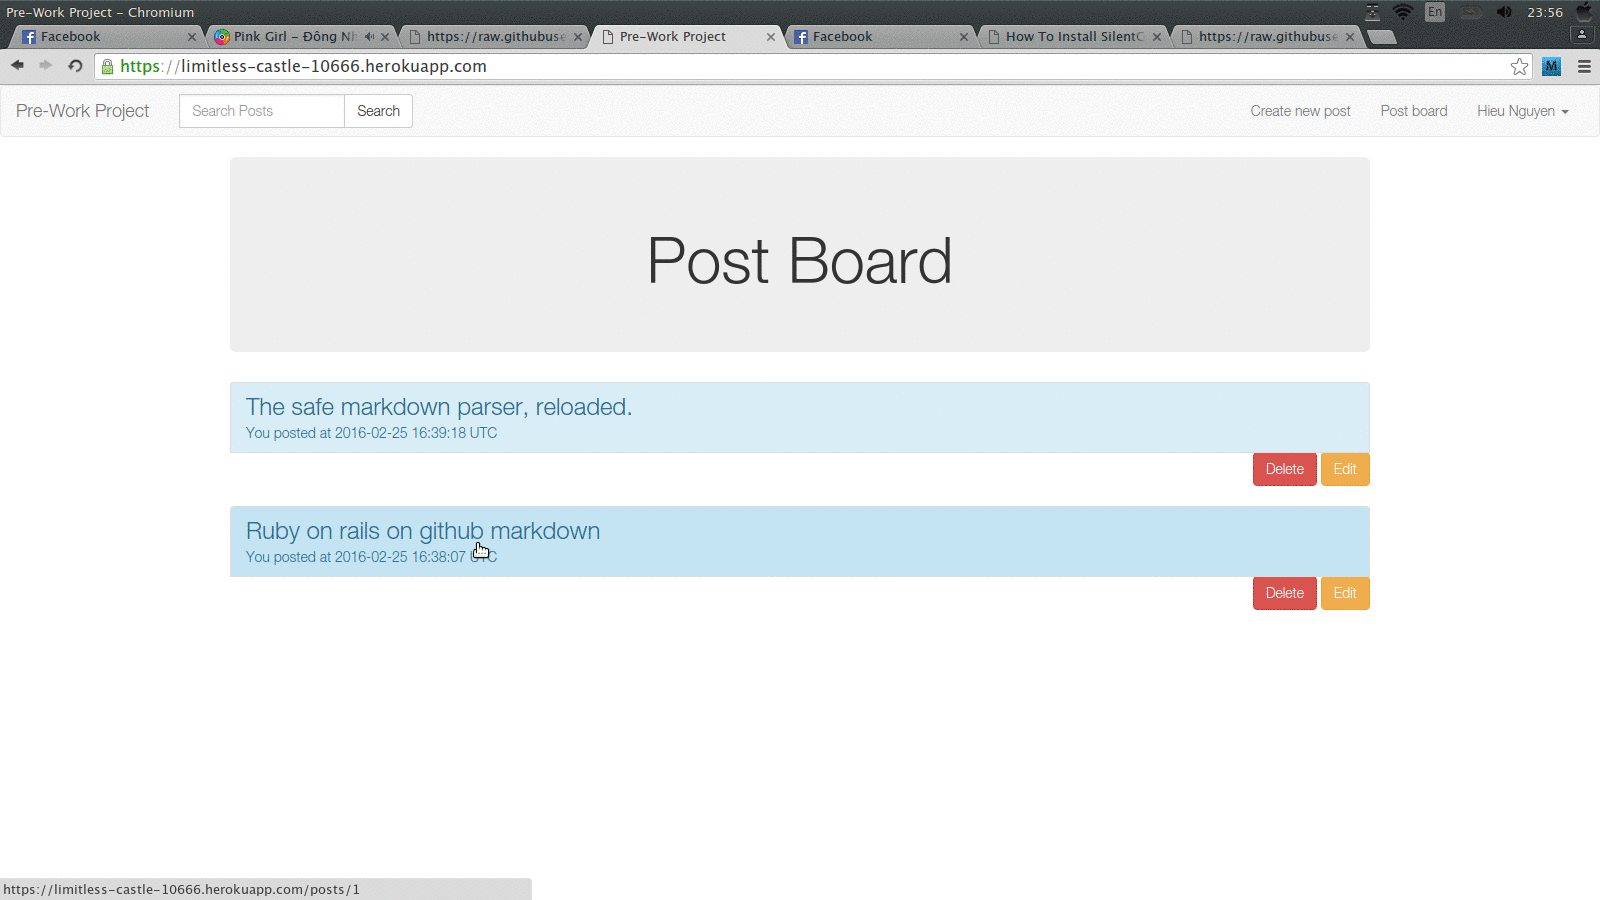 Pre-Work Project - Chromium
En
23:56
Facebook
Pink Girl - Đông Nh
https://raw.githubuse
Pre-Work Project
Facebook
How To Install SilentC
https://raw.githubuse
https://limitless-castle-10666.herokuapp.com
M
Pre-Work Project
Search Posts
Search
Create new post
Post board
Hieu Nguyen
Post Board
The safe markdown parser, reloaded.
You posted at 2016-02-25 16:39:18 UTC
Delete
Edit
Ruby on rails on github markdown
You posted at 2016-02-25 16:38:07 UTC
Delete
Edit
https://limitless-castle-10666.herokuapp.com/posts/1